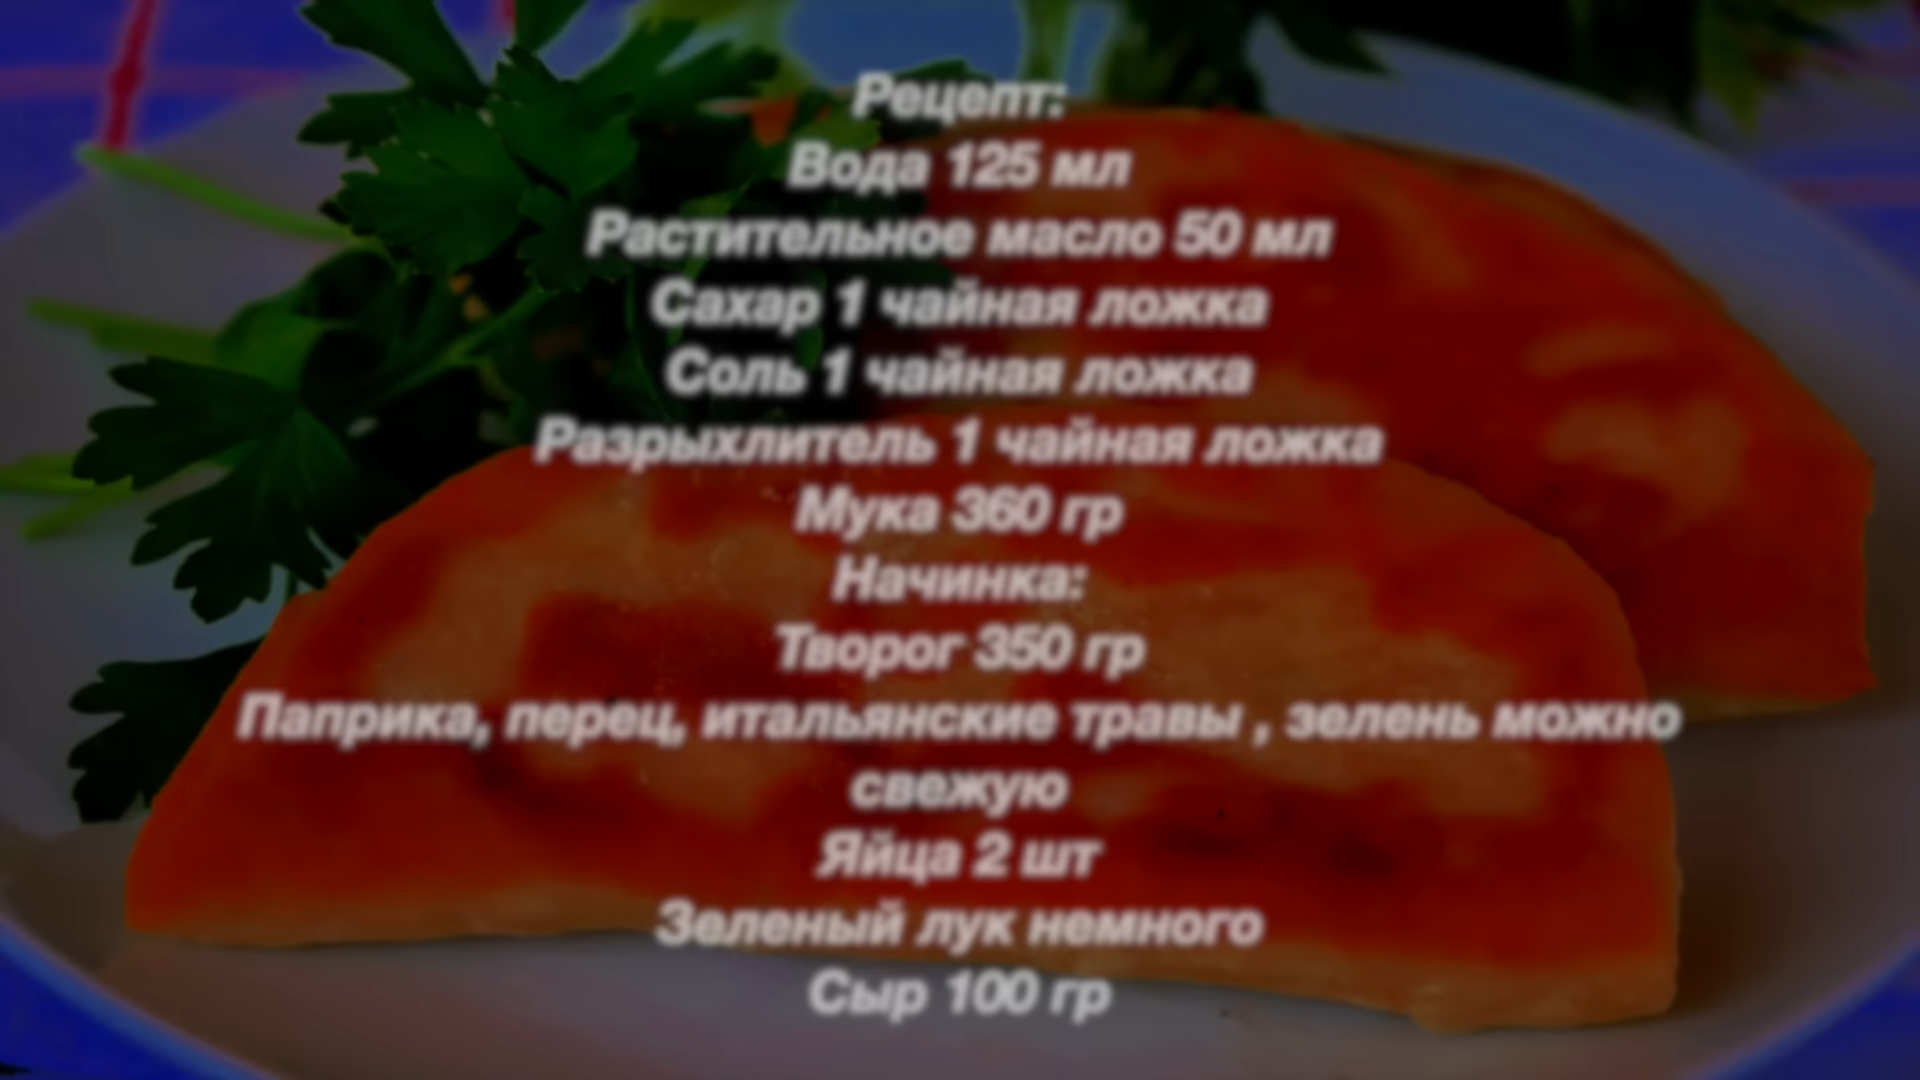 Рецепт:
Вода 125 мл
Растительное масло 50 мл
Сахар 1 чайная ложка
Соль 1 чайная ложка
Разрыхлитель 1 чайная ложка
Мука 360 гр
Начинка:
Творог 350 гр
Паприка, перец, итальянские травы , зелень можно
свежую
Яйца 2 шт
Зеленый лук немного
Сыр 100 гр